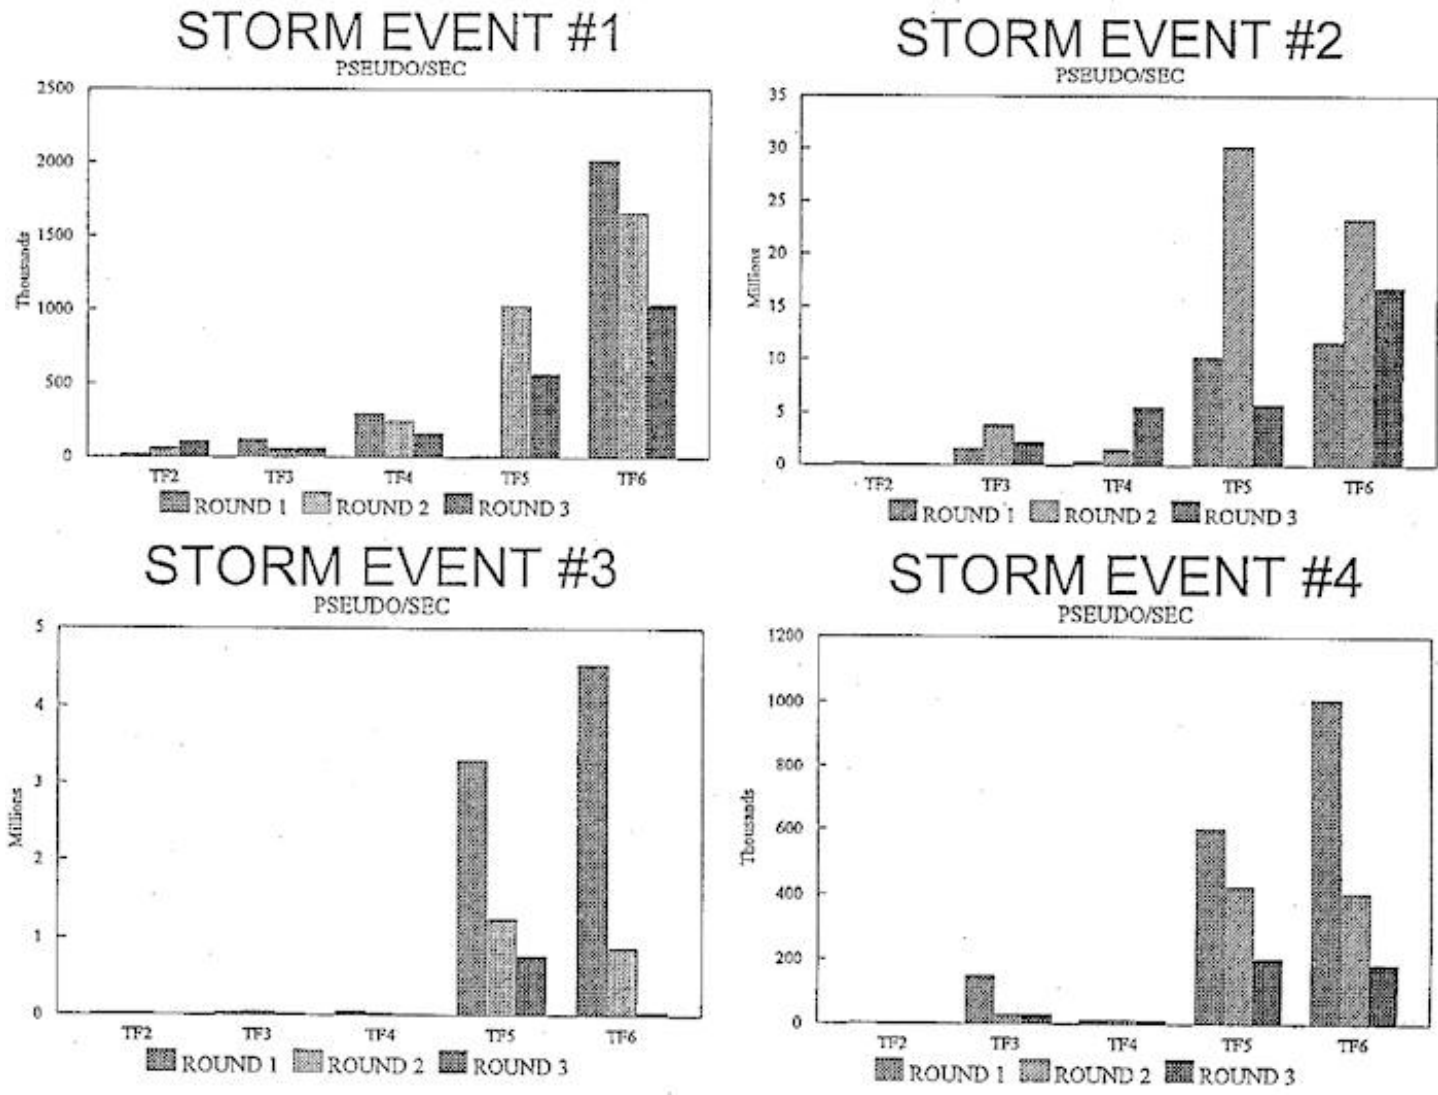 STORM EVENT #1
PSEUDO/SEC
2500
2000
1500
1000
500
0
Thousands
TF2 TF3 TF4 TF5 TF6
ROUND 1 ROUND 2 ROUND 3
STORM EVENT #2
PSEUDO/SEC
35
30
25
20
15
10
5
0
Millions
TF2 TF3 TF4 TF5 TF6
ROUND 1 ROUND 2 ROUND 3
STORM EVENT #3
PSEUDO/SEC
5
4
3
2
1
0
Millions
TF2 TF3 TF4 TF5 TF6
ROUND 1 ROUND 2 ROUND 3
STORM EVENT #4
PSEUDO/SEC
1200
1000
800
600
400
200
0
Thousands
TF2 TF3 TF4 TF5 TF6
ROUND 1 ROUND 2 ROUND 3